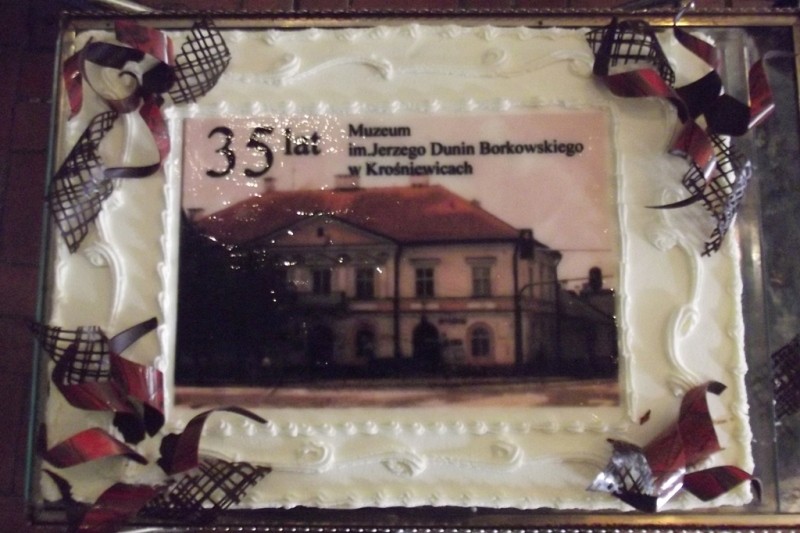 35 lat
Muzeum
im.Jerzego Dunin Borkowskiego
w Krośniewicach